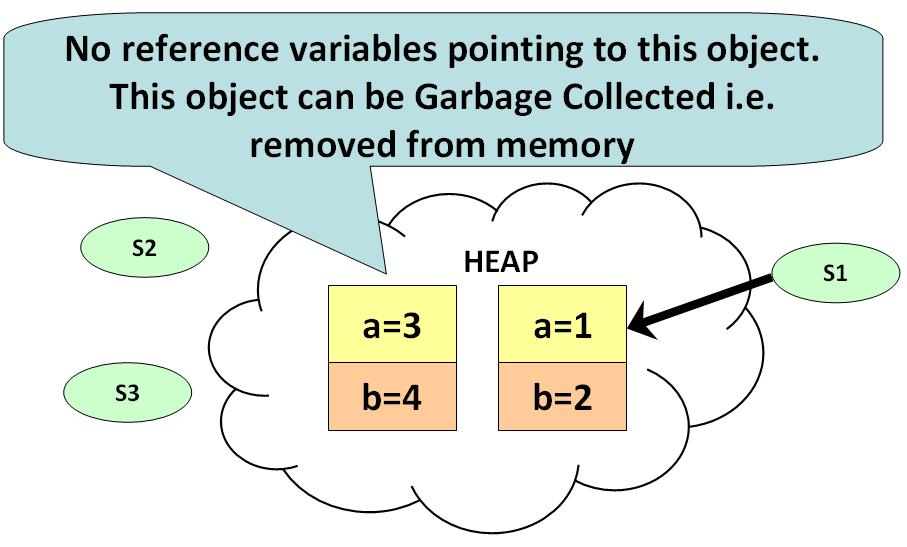 No reference variables pointing to this object.
This object can be Garbage Collected i.e.
removed from memory
S2
HEAP
S1
a=3
a=1
S3
b=4
b=2